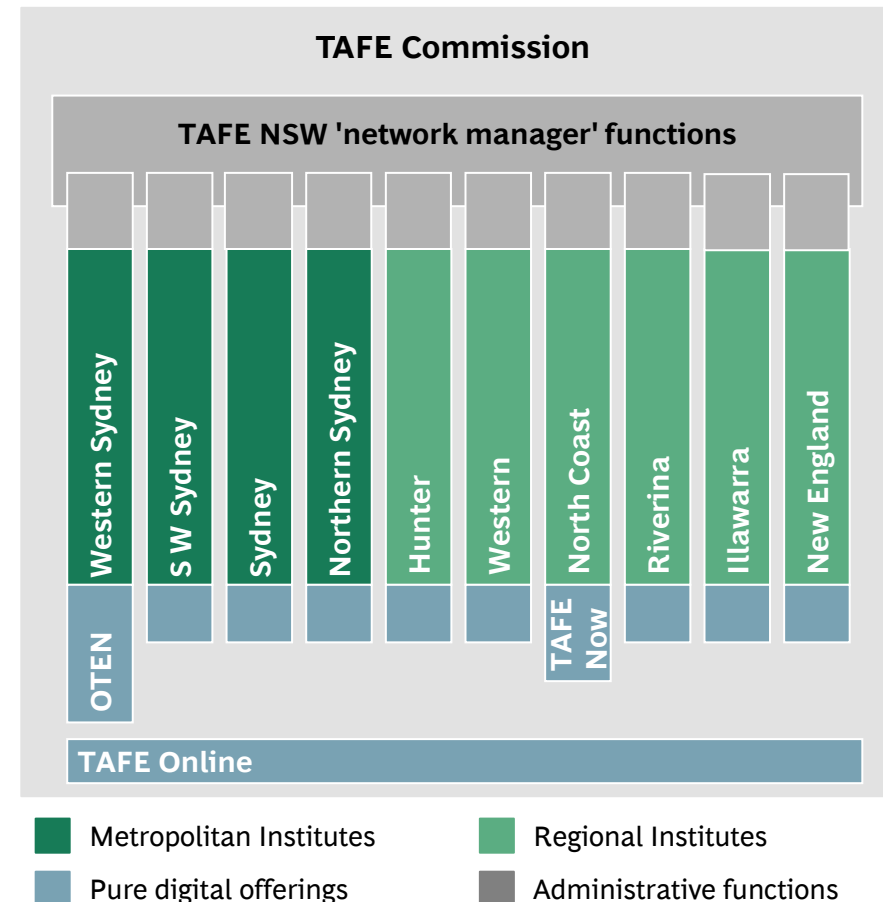 TAFE Commission
TAFE NSW 'network manager' functions
Western Sydney
S W Sydney
Sydney
Northern Sydney
Hunter
Western
North Coast
Riverina
Illawarra
New England
OTEN
TAFE
Now
TAFE Online
Metropolitan Institutes
Regional Institutes
Pure digital offerings
Administrative functions